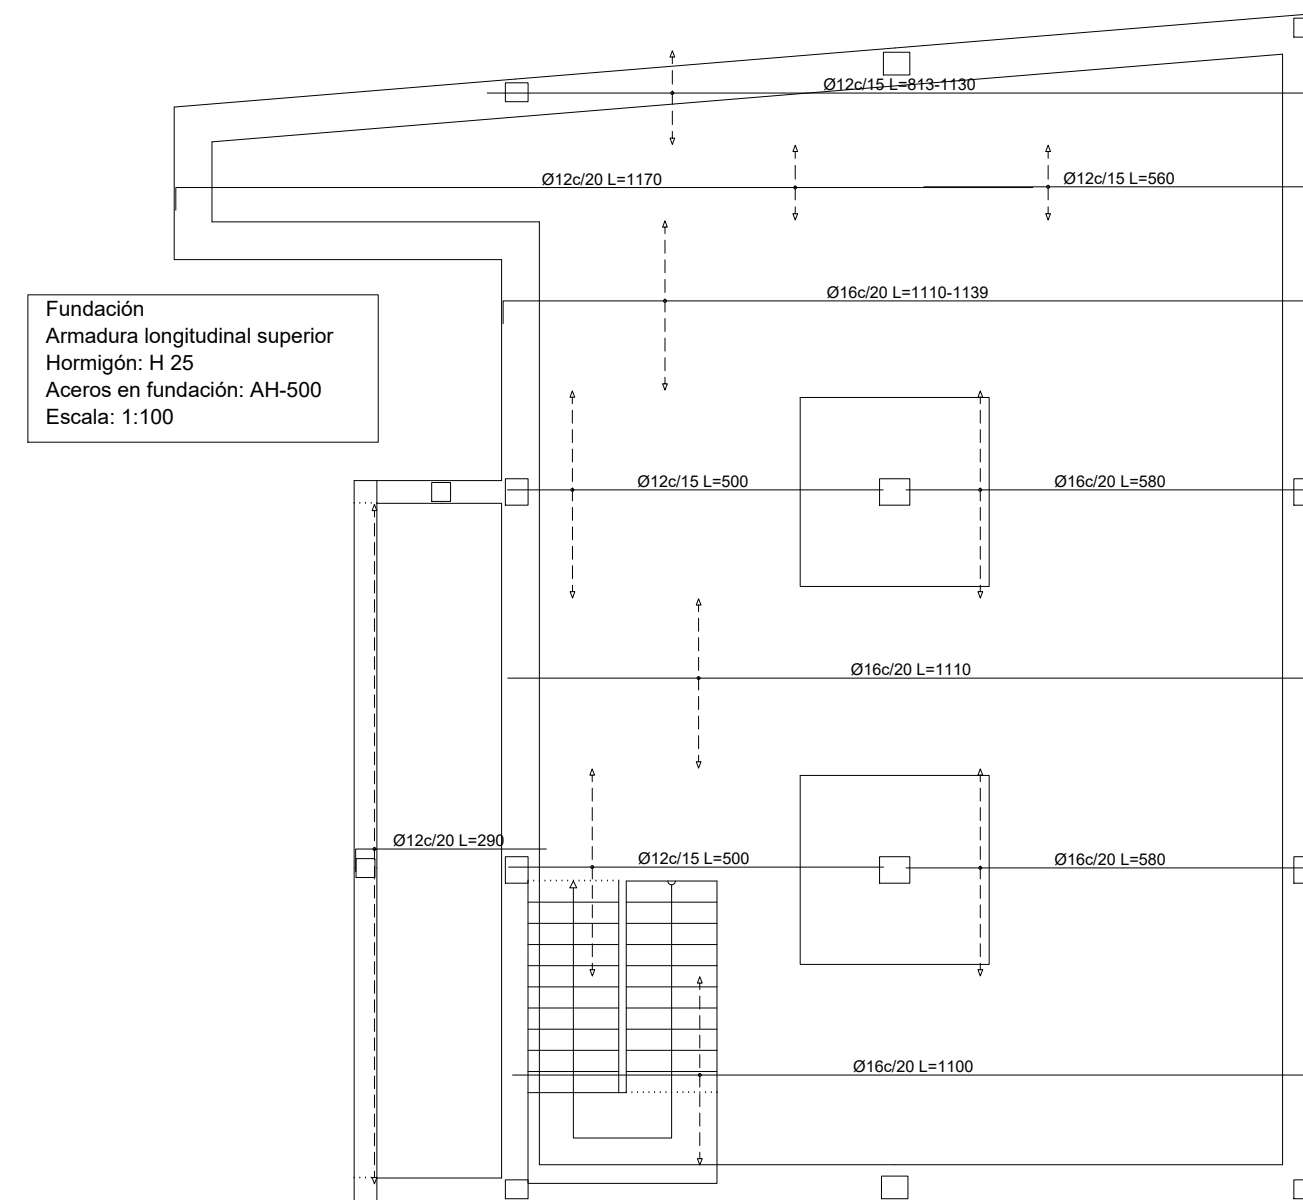 Ø12c/15 L=813-1130
Ø12c/20 L=1170
Ø12c/15 L=560
Ø16c/20 L=1110-1139
Fundación
Armadura longitudinal superior
Hormigón: H 25
Aceros en fundación: AH-500
Escala: 1:100
Ø12c/15 L=500
Ø16c/20 L=580
Ø16c/20 L=1110
Ø12c/20 L=290
Ø12c/15 L=500
Ø16c/20 L=580
Ø16c/20 L=1100